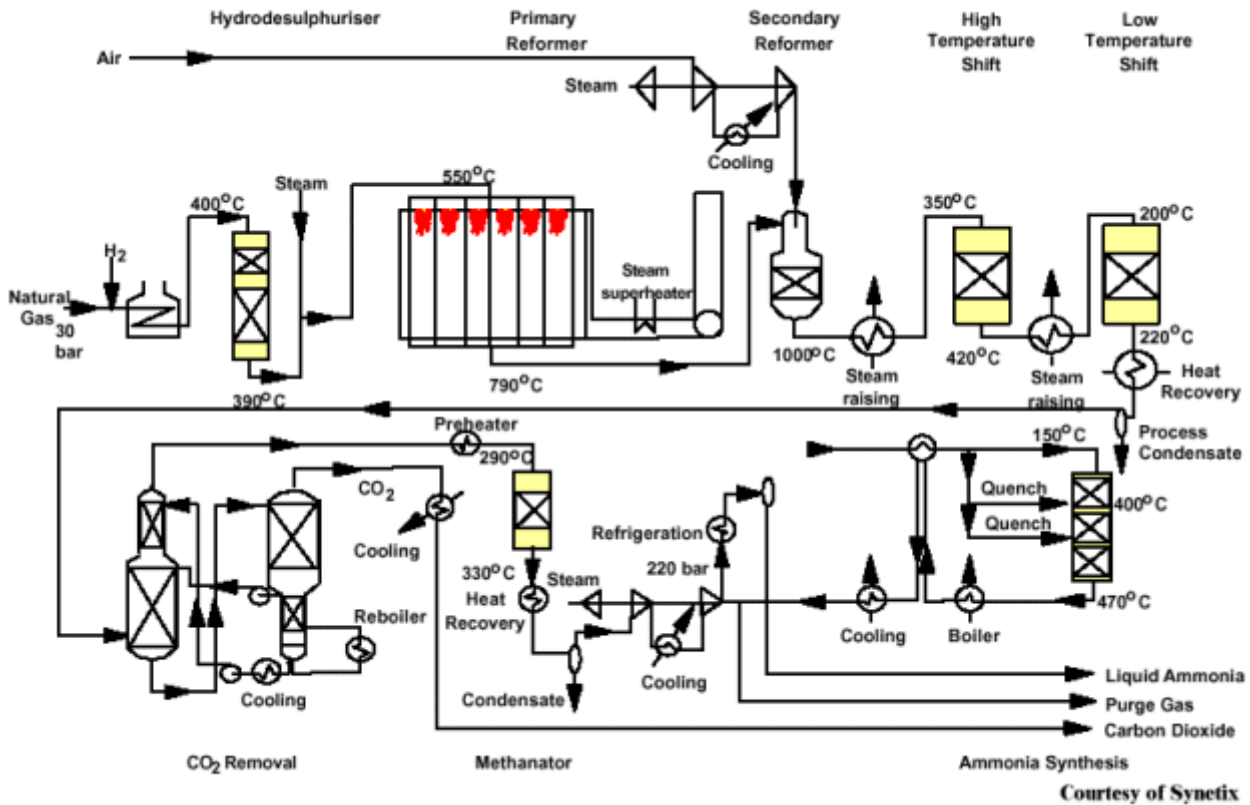 Hydrodesulphuriser
Primary
Reformer
Secondary
Reformer
High
Temperature
Shift
Low
Temperature
Shift
Air
Steam
Cooling
Steam
400°C
550°C
350°C
200°C
H2
Natural
Gas
30
bar
Steam
superheater
1000°C
420°C
220°C
Steam
raising
Steam
raising
Heat
Recovery
790°C
390°C
Preheater
290°C
150°C
Process
Condensate
CO2
Quench
400°C
Quench
Refrigeration
Cooling
330°C
Steam
220 bar
Heat
Recovery
470°C
Reboiler
Cooling
Boiler
Cooling
Cooling
Condensate
Liquid Ammonia
Purge Gas
Carbon Dioxide
CO2 Removal
Methanator
Ammonia Synthesis
Courtesy of Synetix